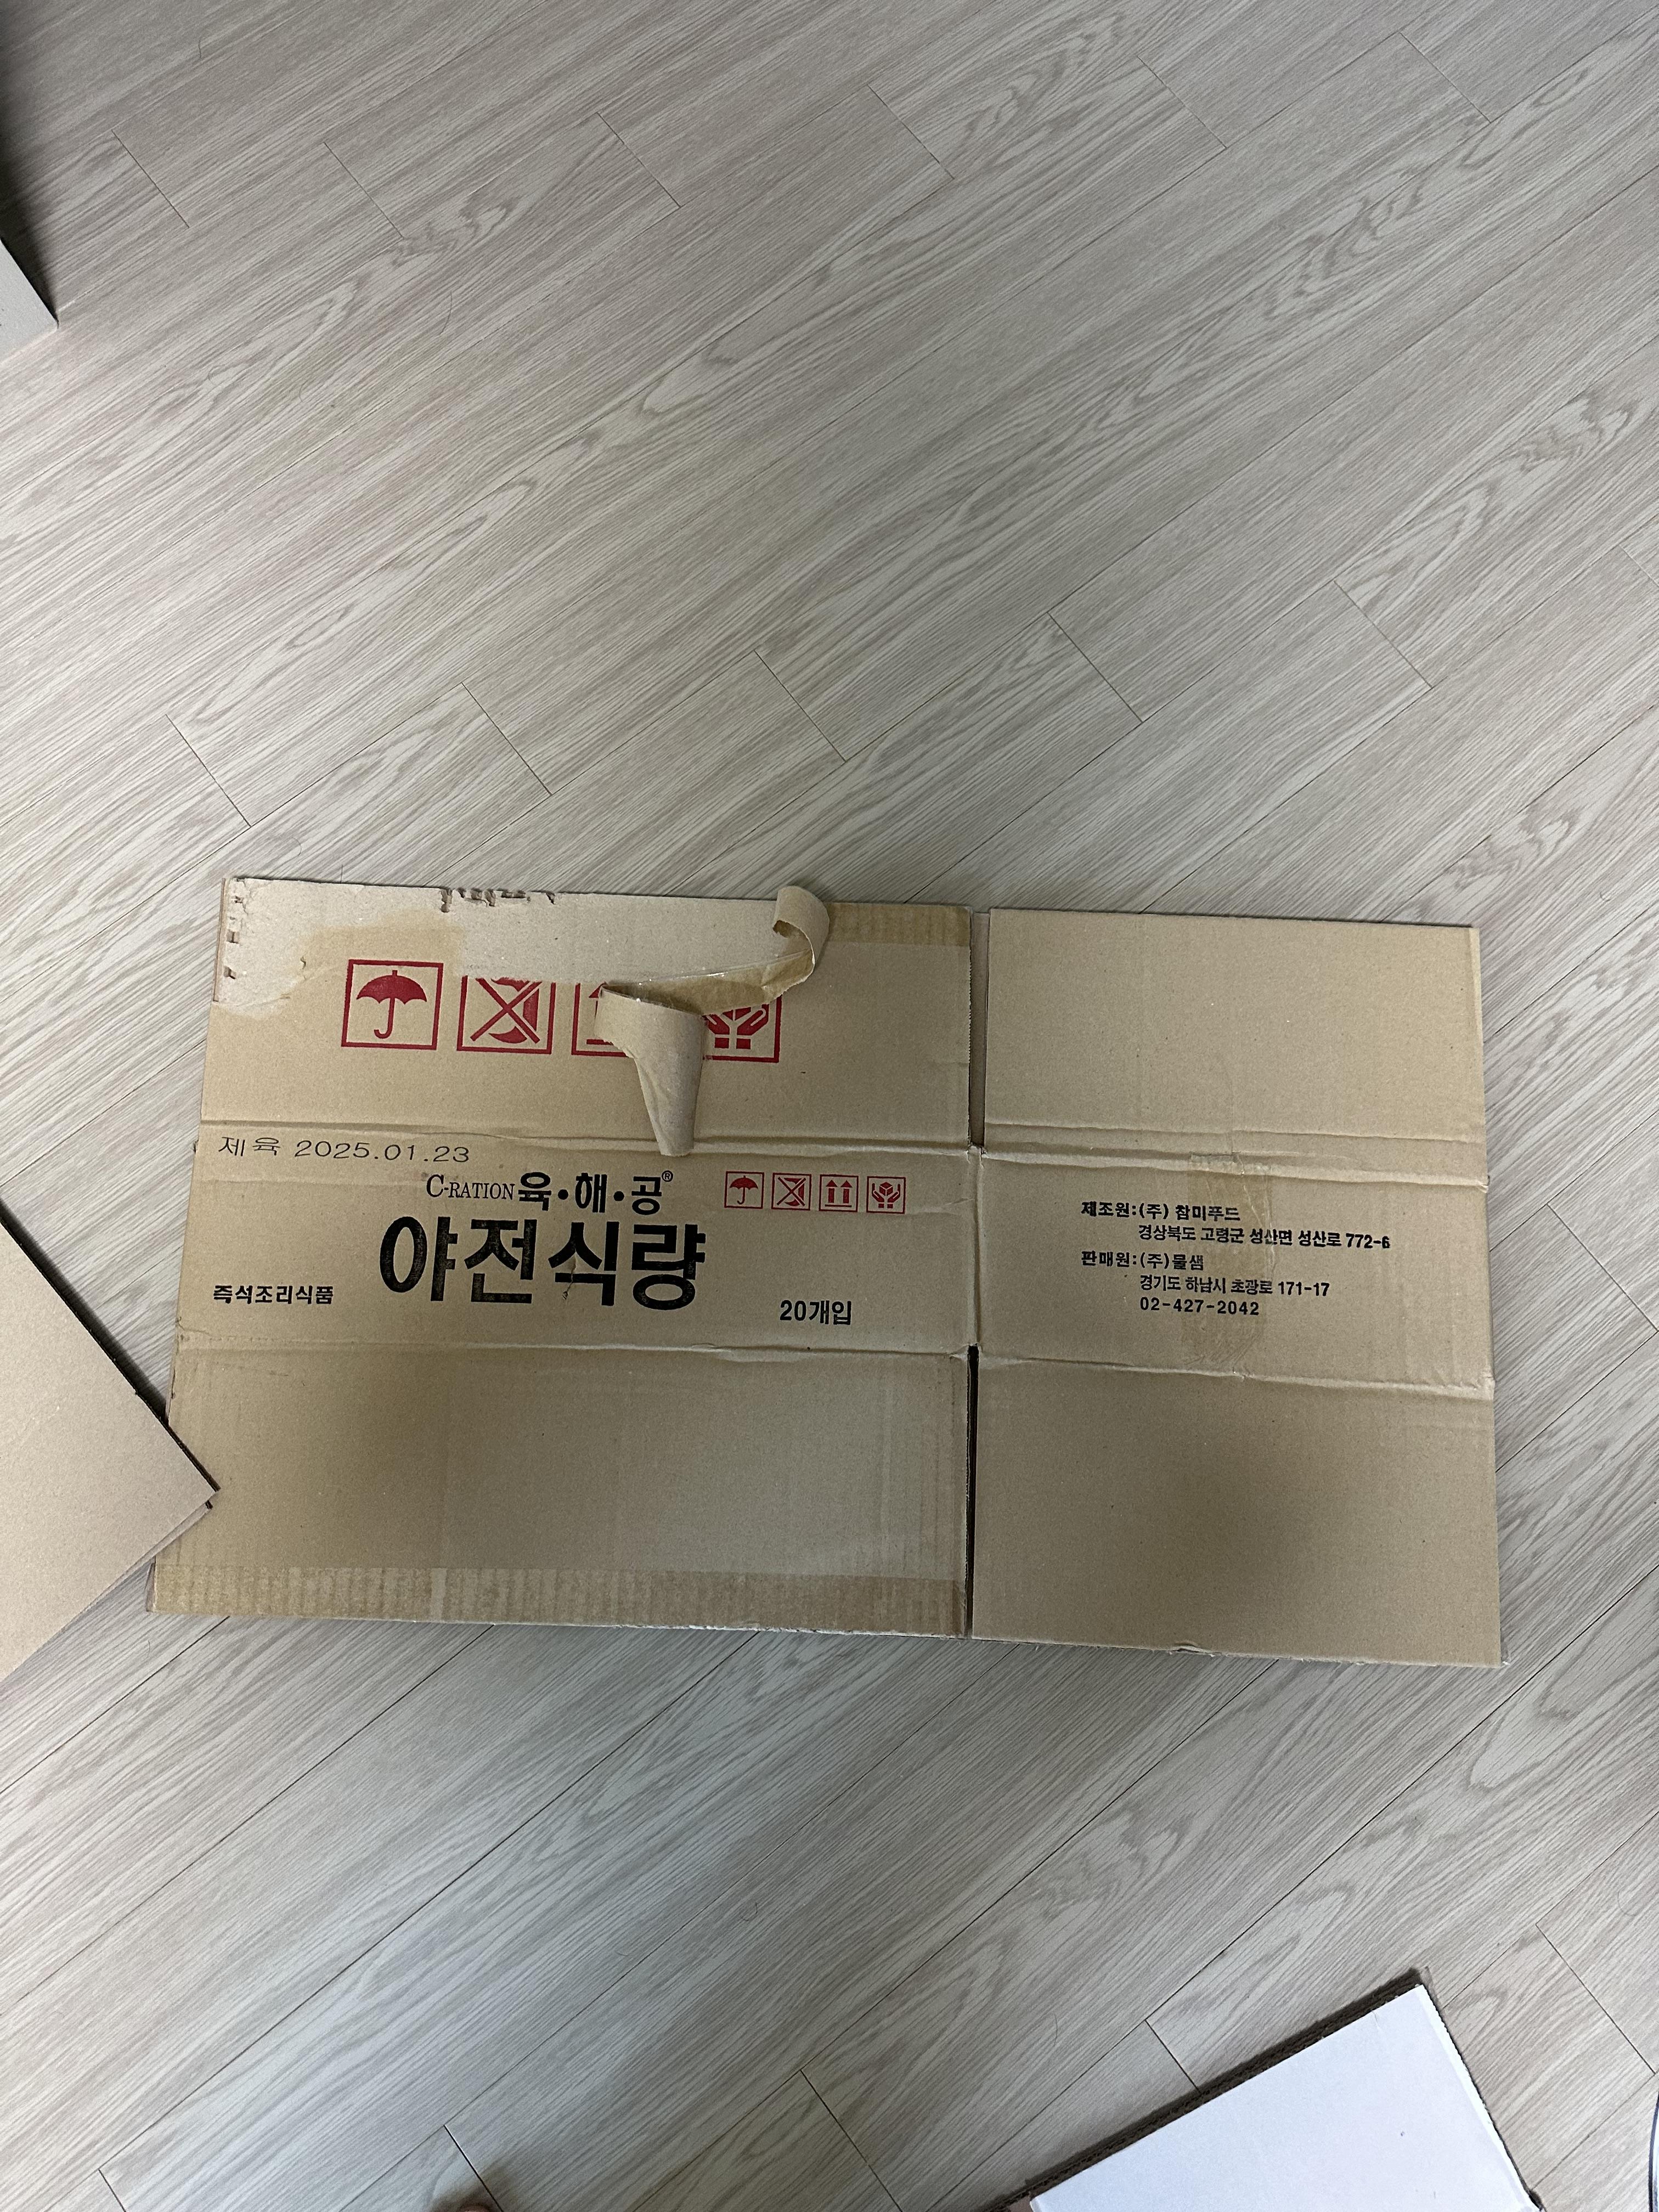 제육 2025.01.23
C-RATION 육·해·공®
야전식량
즉석조리식품
20개입
제조원:(주) 참미푸드
경상북도 고령군 성산면 성산로 772-6
판매원:(주)물샘
경기도 하남시 초광로 171-17
02-427-2042